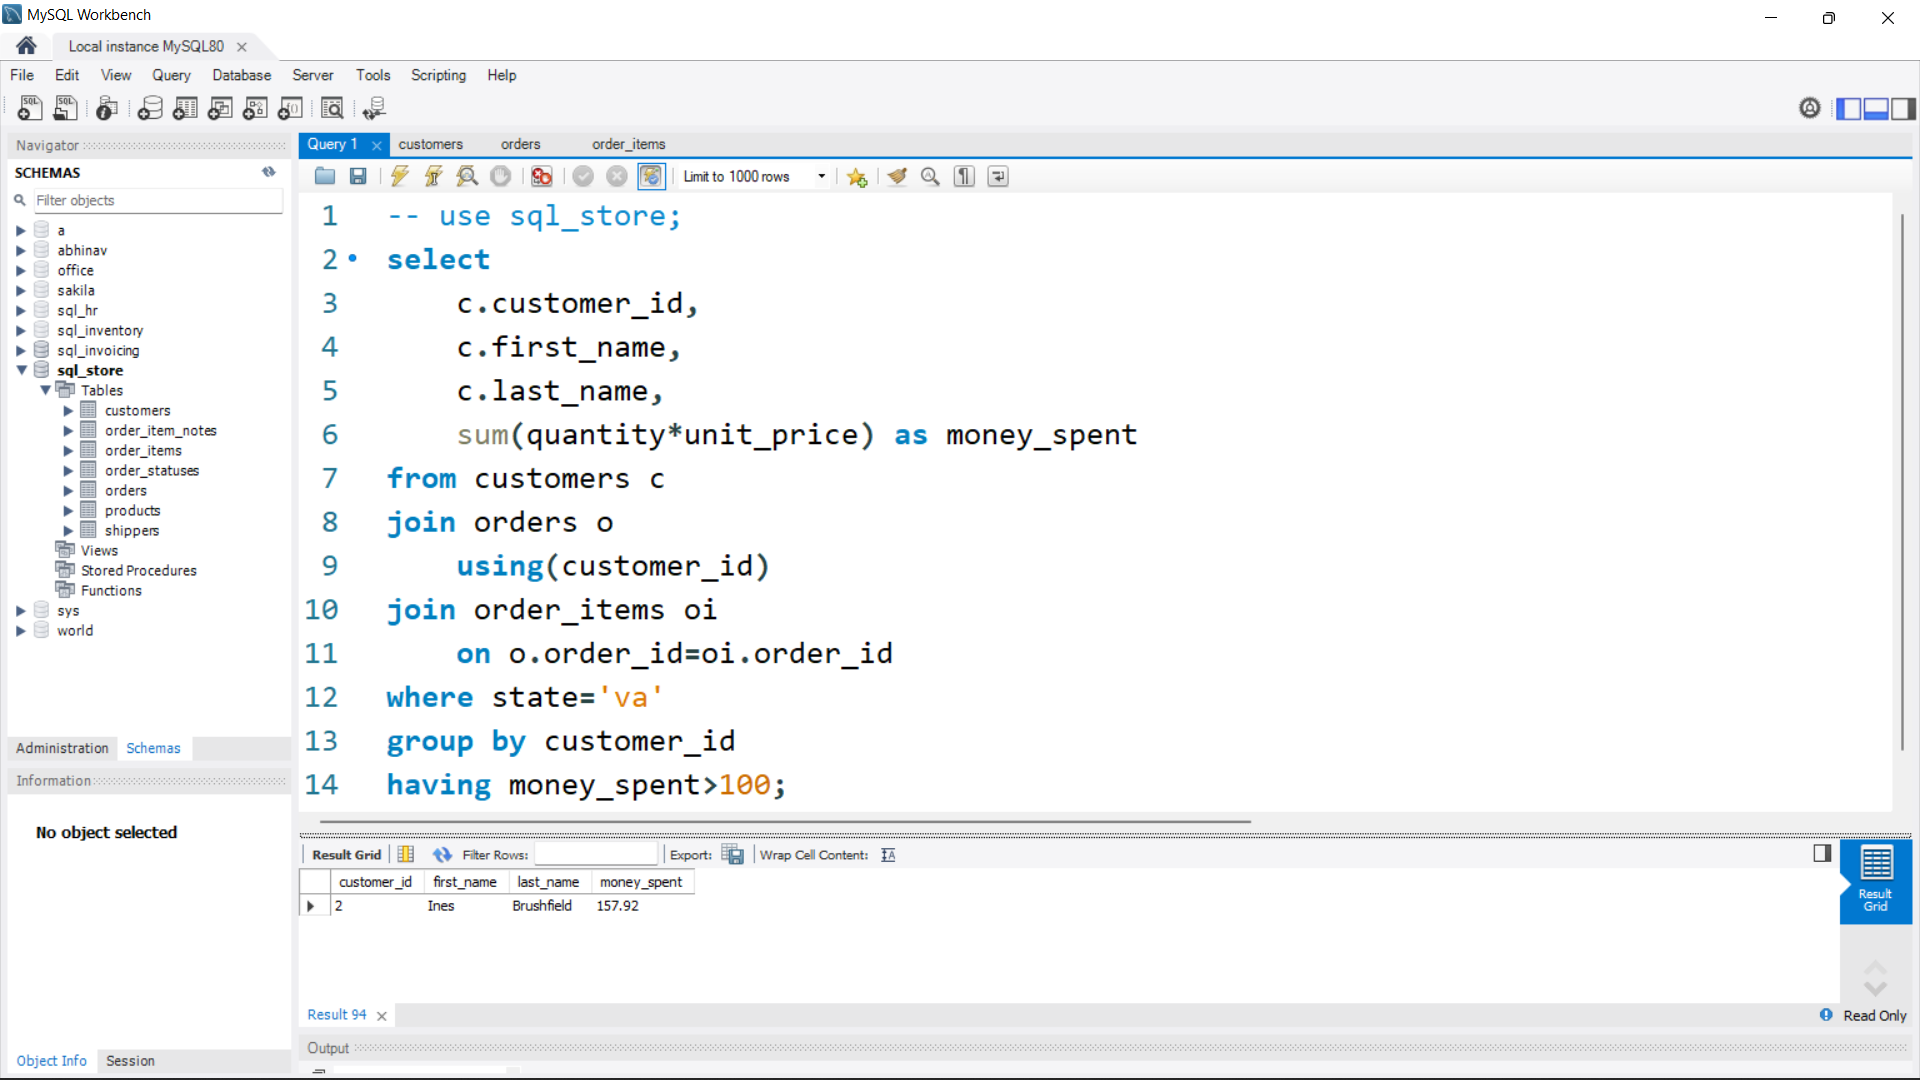 MySQL Workbench
Local instance MySQL80
File Edit View Query Database Server Tools Scripting Help
Navigator
SCHEMAS
Filter objects
a
abhinav
office
sakila
sql_hr
sql_inventory
sql_invoicing
sql_store
Tables
customers
order_item_notes
order_items
order_statuses
orders
products
shippers
Views
Stored Procedures
Functions
sys
world
Administration Schemas
Information
No object selected
Object Info Session
Query 1 customers orders order_items
Limit to 1000 rows
1 -- use sql_store;
2 select
3 c.customer_id,
4 c.first_name,
5 c.last_name,
6 sum(quantity*unit_price) as money_spent
7 from customers c
8 join orders o
9 using(customer_id)
10 join order_items oi
11 on o.order_id=oi.order_id
12 where state='va'
13 group by customer_id
14 having money_spent>100;
Result Grid Filter Rows: Export: Wrap Cell Content:
customer_id first_name last_name money_spent
2 Ines Brushfield 157.92
Result
Grid
Result 94
Read Only
Output